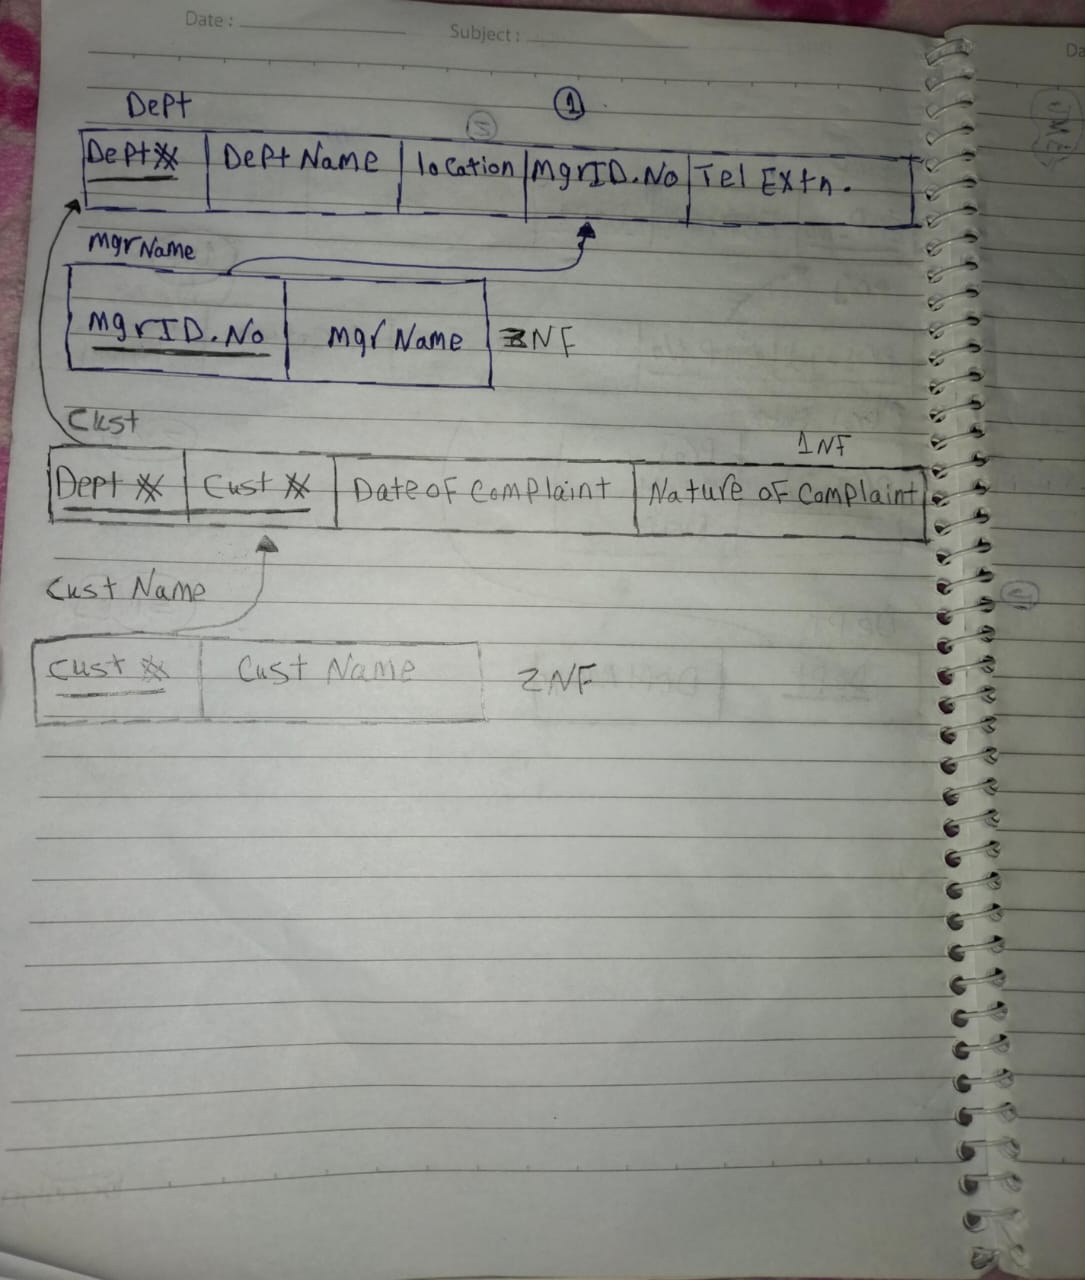 Date :
Subject :
Da
Dept
1
Dept# Dept Name location MgrID.No Tel Extn.
Mgr Name
MgrID.No Mgr Name 3NF
Cust
1NF
Dept # Cust # Date of Complaint Nature of Complaint
Cust Name
Cust # Cust Name 2NF